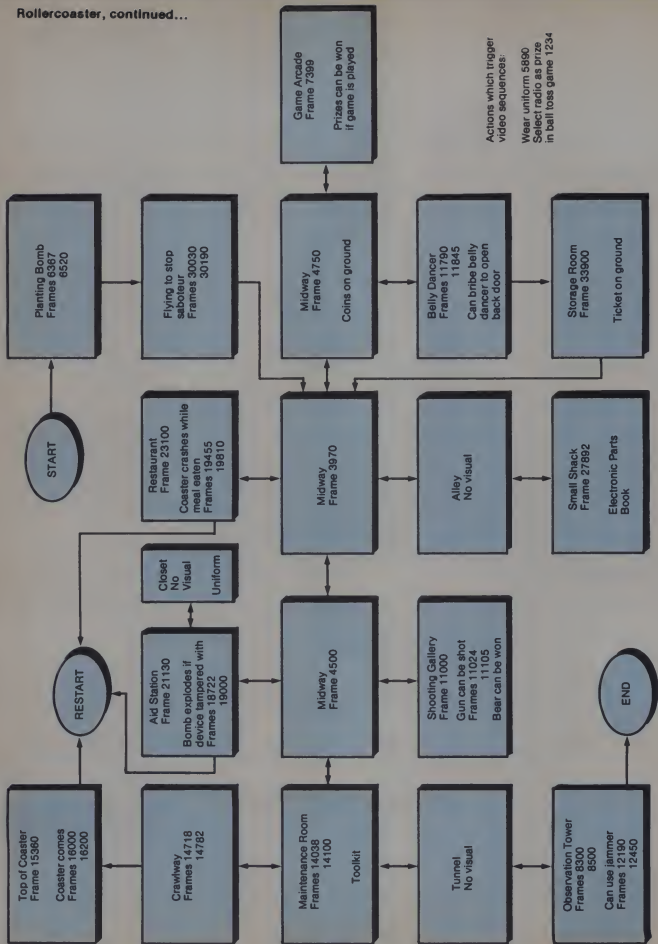 Rollercoaster, continued...
START
Planting Bomb
Frames 6367
6520
Flying to stop
saboteur
Frames 30030
30190
Midway
Frame 4750
Coins on ground
Game Arcade
Frame 7399
Prizes can be won
if game is played
Belly Dancer
Frames 11790
11845
Can bribe belly
dancer to open
back door
Storage Room
Frame 33900
Ticket on ground
Actions which trigger
video sequences:
Wear uniform 5890
Select radio as prize
in ball toss game 1234
Restaurant
Frame 23100
Coaster crashes while
meal eaten
Frames 19455
19810
Midway
Frame 3970
Alley
No visual
Small Shack
Frame 27892
Electronic Parts
Book
RESTART
Closet
No
Visual
Uniform
Aid Station
Frame 21130
Bomb explodes if
device tampered with
Frames 18722
19000
Midway
Frame 4500
Shooting Gallery
Frame 11000
Gun can be shot
Frames 11024
11105
Bear can be won
END
Top of Coaster
Frame 15360
Coaster comes
Frames 16000
16200
Crawlway
Frames 14718
14782
Maintenance Room
Frames 14038
14100
Toolkit
Tunnel
No visual
Observation Tower
Frames 8300
8500
Can use jammer
Frames 12190
12450